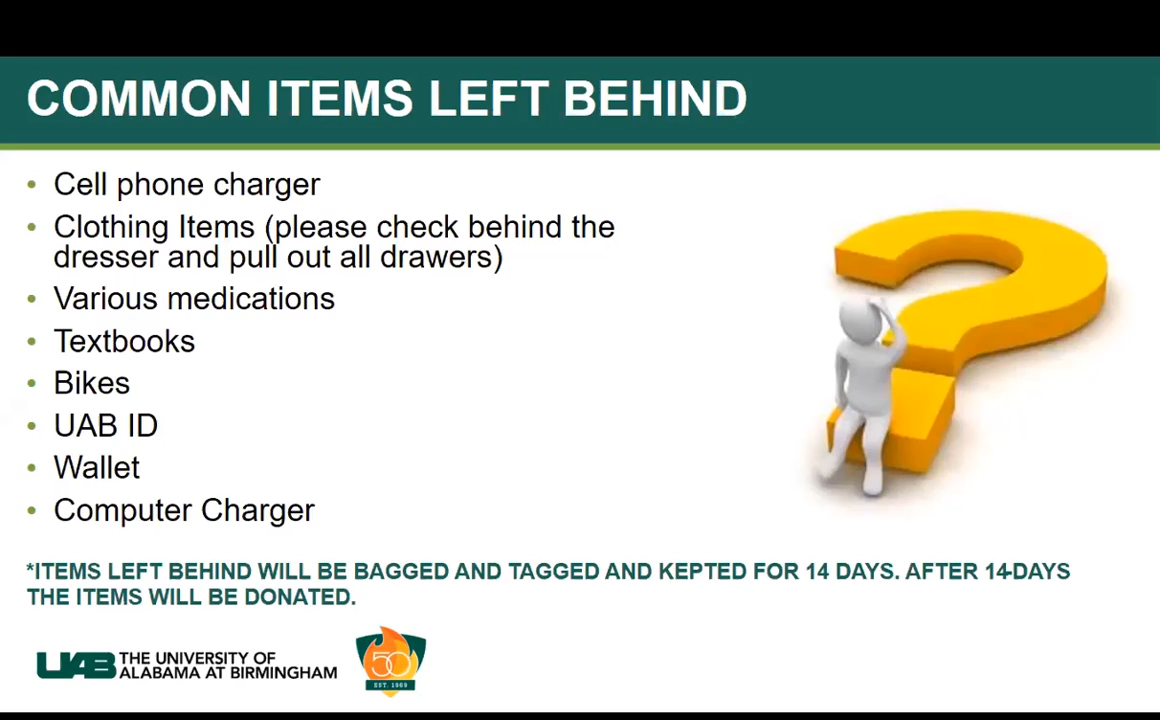 COMMON ITEMS LEFT BEHIND
• Cell phone charger
• Clothing Items (please check behind the
dresser and pull out all drawers)
• Various medications
• Textbooks
• Bikes
• UAB ID
• Wallet
• Computer Charger
*ITEMS LEFT BEHIND WILL BE BAGGED AND TAGGED AND KEPTED FOR 14 DAYS. AFTER 14-DAYS
THE ITEMS WILL BE DONATED.
UAB THE UNIVERSITY OF
ALABAMA AT BIRMINGHAM
50
EST. 1969